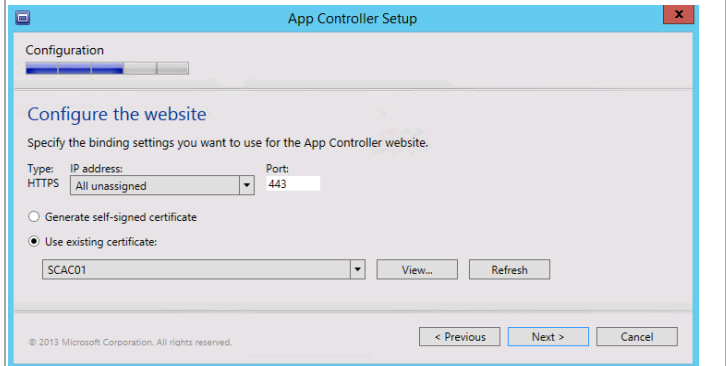 App Controller Setup
x
Configuration
Configure the website
Specify the binding settings you want to use for the App Controller website.
Type: IP address: Port:
HTTPS All unassigned 443
Generate self-signed certificate
Use existing certificate:
SCAC01 View... Refresh
© 2013 Microsoft Corporation. All rights reserved. < Previous Next > Cancel